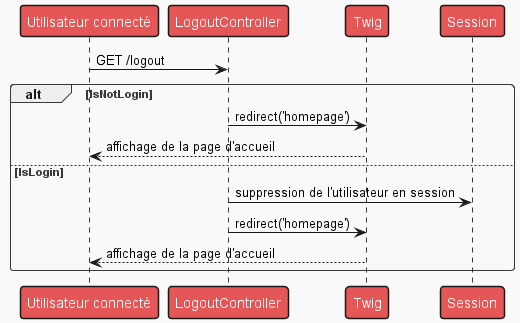 Utilisateur connecté LogoutController Twig Session
GET /logout
alt [IsNotLogin]
redirect('homepage')
affichage de la page d'accueil
[IsLogin]
suppression de l'utilisateur en session
redirect('homepage')
affichage de la page d'accueil
Utilisateur connecté LogoutController Twig Session